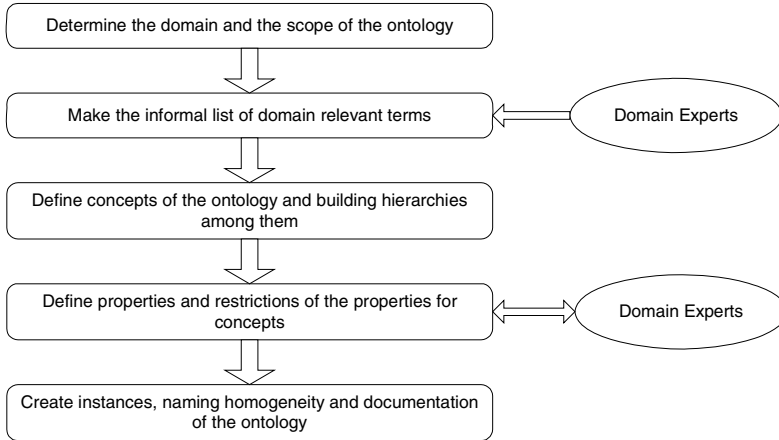 Determine the domain and the scope of the ontology
Make the informal list of domain relevant terms
Domain Experts
Define concepts of the ontology and building hierarchies
among them
Define properties and restrictions of the properties for
concepts
Domain Experts
Create instances, naming homogeneity and documentation
of the ontology